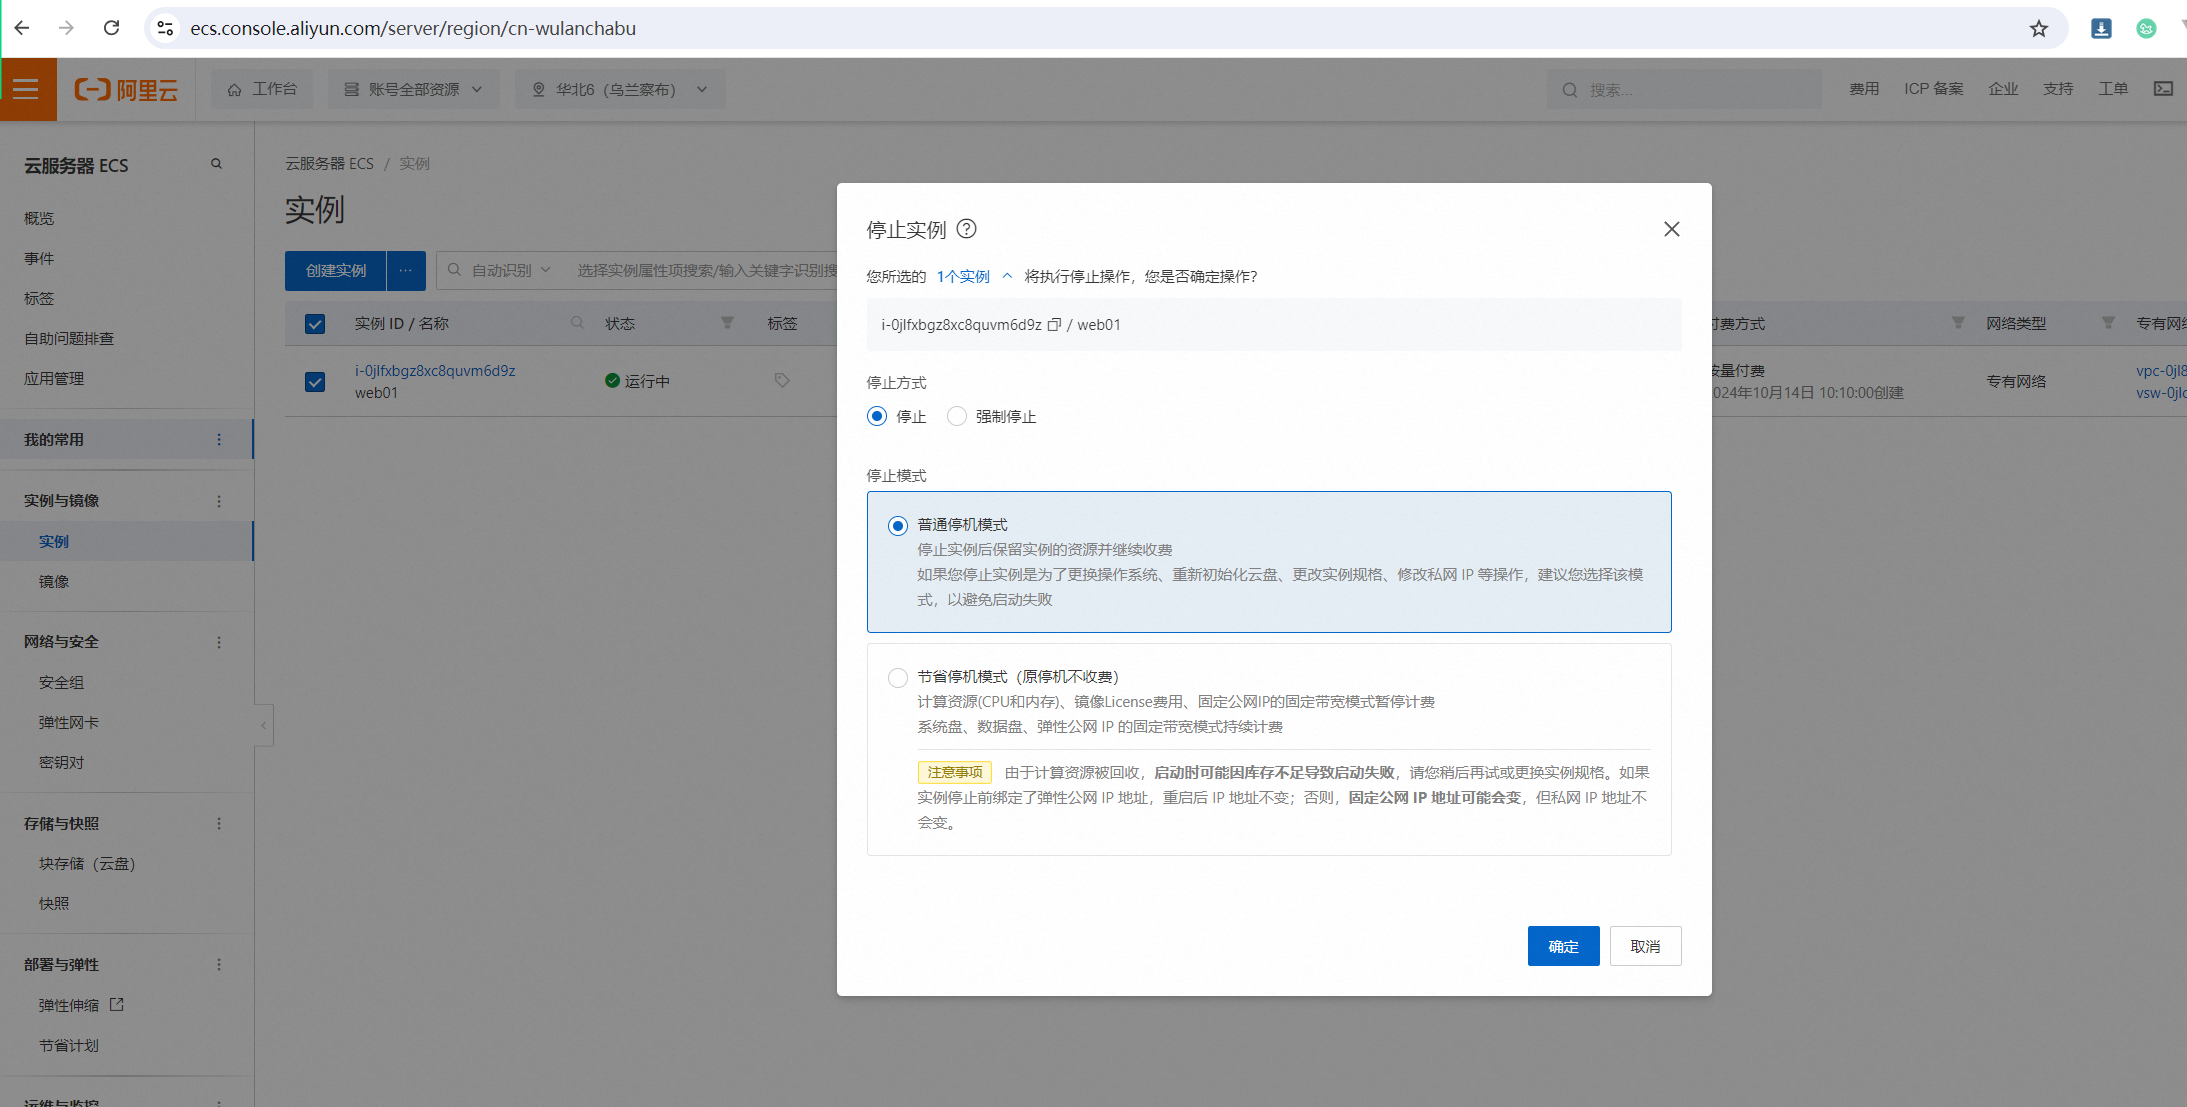 ecs.console.aliyun.com/server/region/cn-wulanchabu
阿里云
工作台
账号全部资源
华北6（乌兰察布）
搜索...
费用
ICP 备案
企业
支持
工单
云服务器 ECS
概览
事件
标签
自助问题排查
应用管理
我的常用
实例与镜像
实例
镜像
网络与安全
安全组
弹性网卡
密钥对
存储与快照
块存储（云盘）
快照
部署与弹性
弹性伸缩
节省计划
运维与监控
云服务器 ECS / 实例
实例
创建实例 ...
自动识别
选择实例属性项搜索/输入关键字识别搜
实例 ID / 名称
状态
标签
付费方式
网络类型
专有网络
i-0jlfxbgz8xc8quvm6d9z
web01
运行中
按量付费
2024年10月14日 10:10:00创建
专有网络
vpc-0jl8
vsw-0jlc
停止实例
您所选的 1个实例 将执行停止操作，您是否确定操作？
i-0jlfxbgz8xc8quvm6d9z / web01
停止方式
停止 强制停止
停止模式
普通停机模式
停止实例后保留实例的资源并继续收费
如果您停止实例是为了更换操作系统、重新初始化云盘、更改实例规格、修改私网 IP 等操作，建议您选择该模
式，以避免启动失败
节省停机模式（原停机不收费）
计算资源(CPU和内存)、镜像License费用、固定公网IP的固定带宽模式暂停计费
系统盘、数据盘、弹性公网 IP 的固定带宽模式持续计费
注意事项 由于计算资源被回收，启动时可能因库存不足导致启动失败，请您稍后再试或更换实例规格。如果
实例停止前绑定了弹性公网 IP 地址，重启后 IP 地址不变；否则，固定公网 IP 地址可能会变，但私网 IP 地址不
会变。
确定
取消